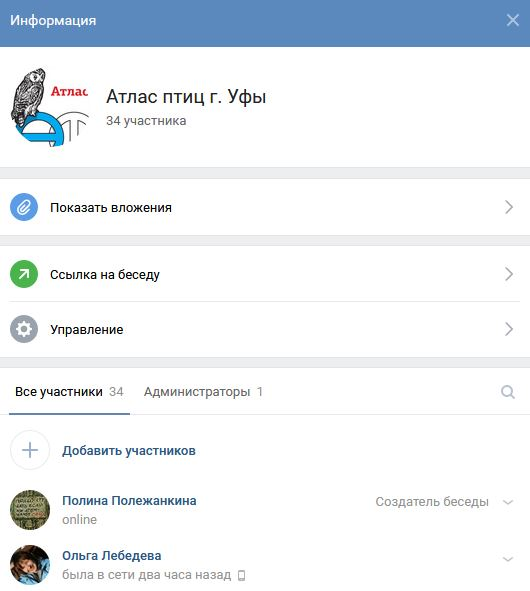 Информация
Атлас
Атлас птиц г. Уфы
34 участника
Показать вложения
Ссылка на беседу
Управление
Все участники 34 Администраторы 1
Добавить участников
Полина Полежанкина Создатель беседы
online
Ольга Лебедева
была в сети два часа назад